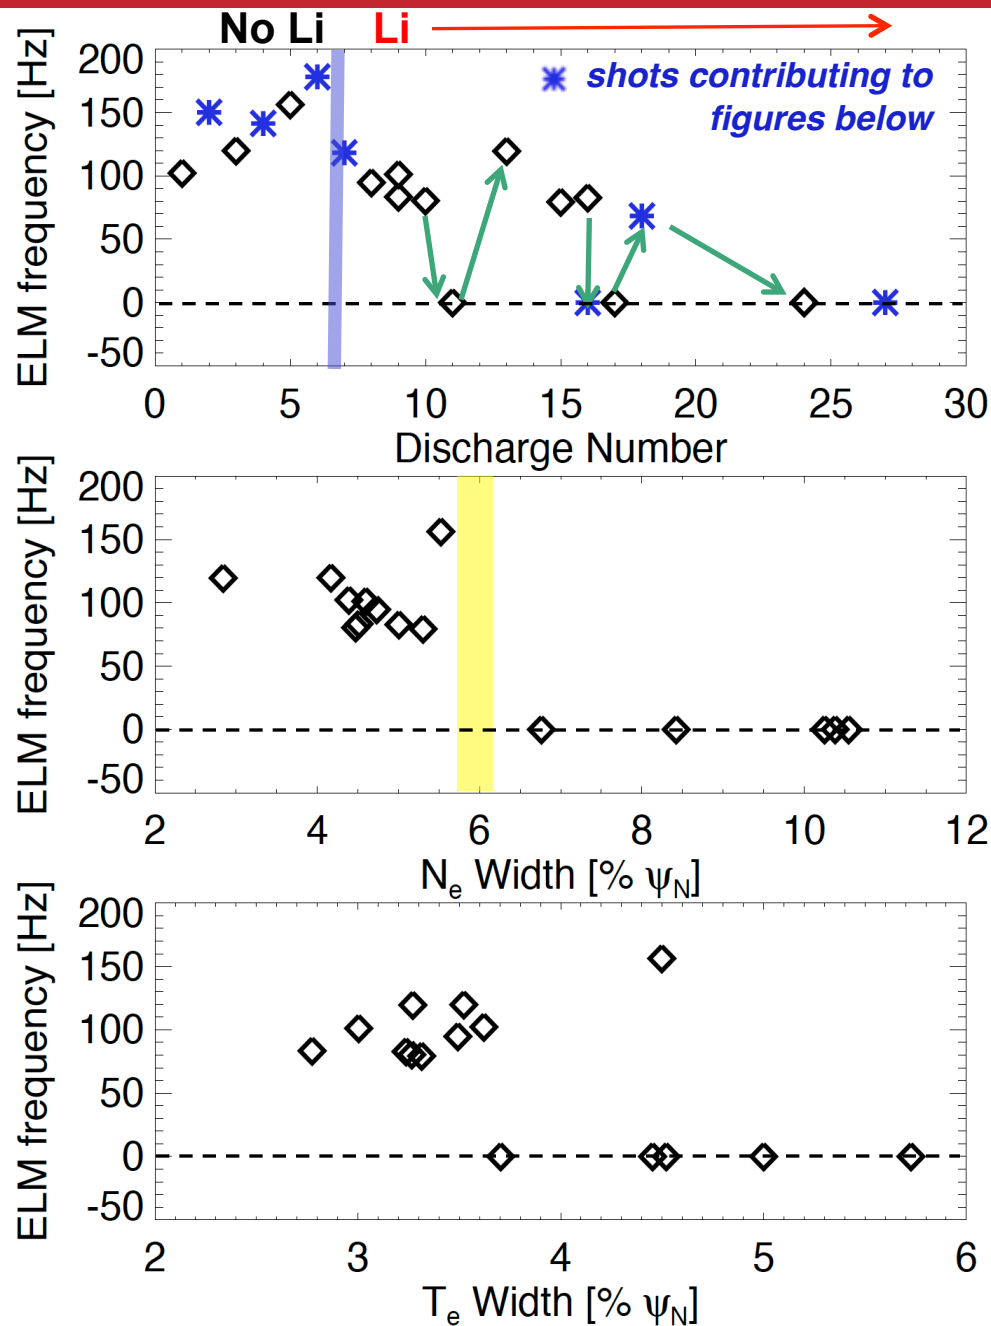 No Li Li
ELM frequency [Hz]
200
150
100
50
0
-50
shots contributing to
figures below
0 5 10 15 20 25 30
Discharge Number
ELM frequency [Hz]
200
150
100
50
0
-50
2 4 6 8 10 12
Ne Width [% ψN]
ELM frequency [Hz]
200
150
100
50
0
-50
2 3 4 5 6
Te Width [% ψN]